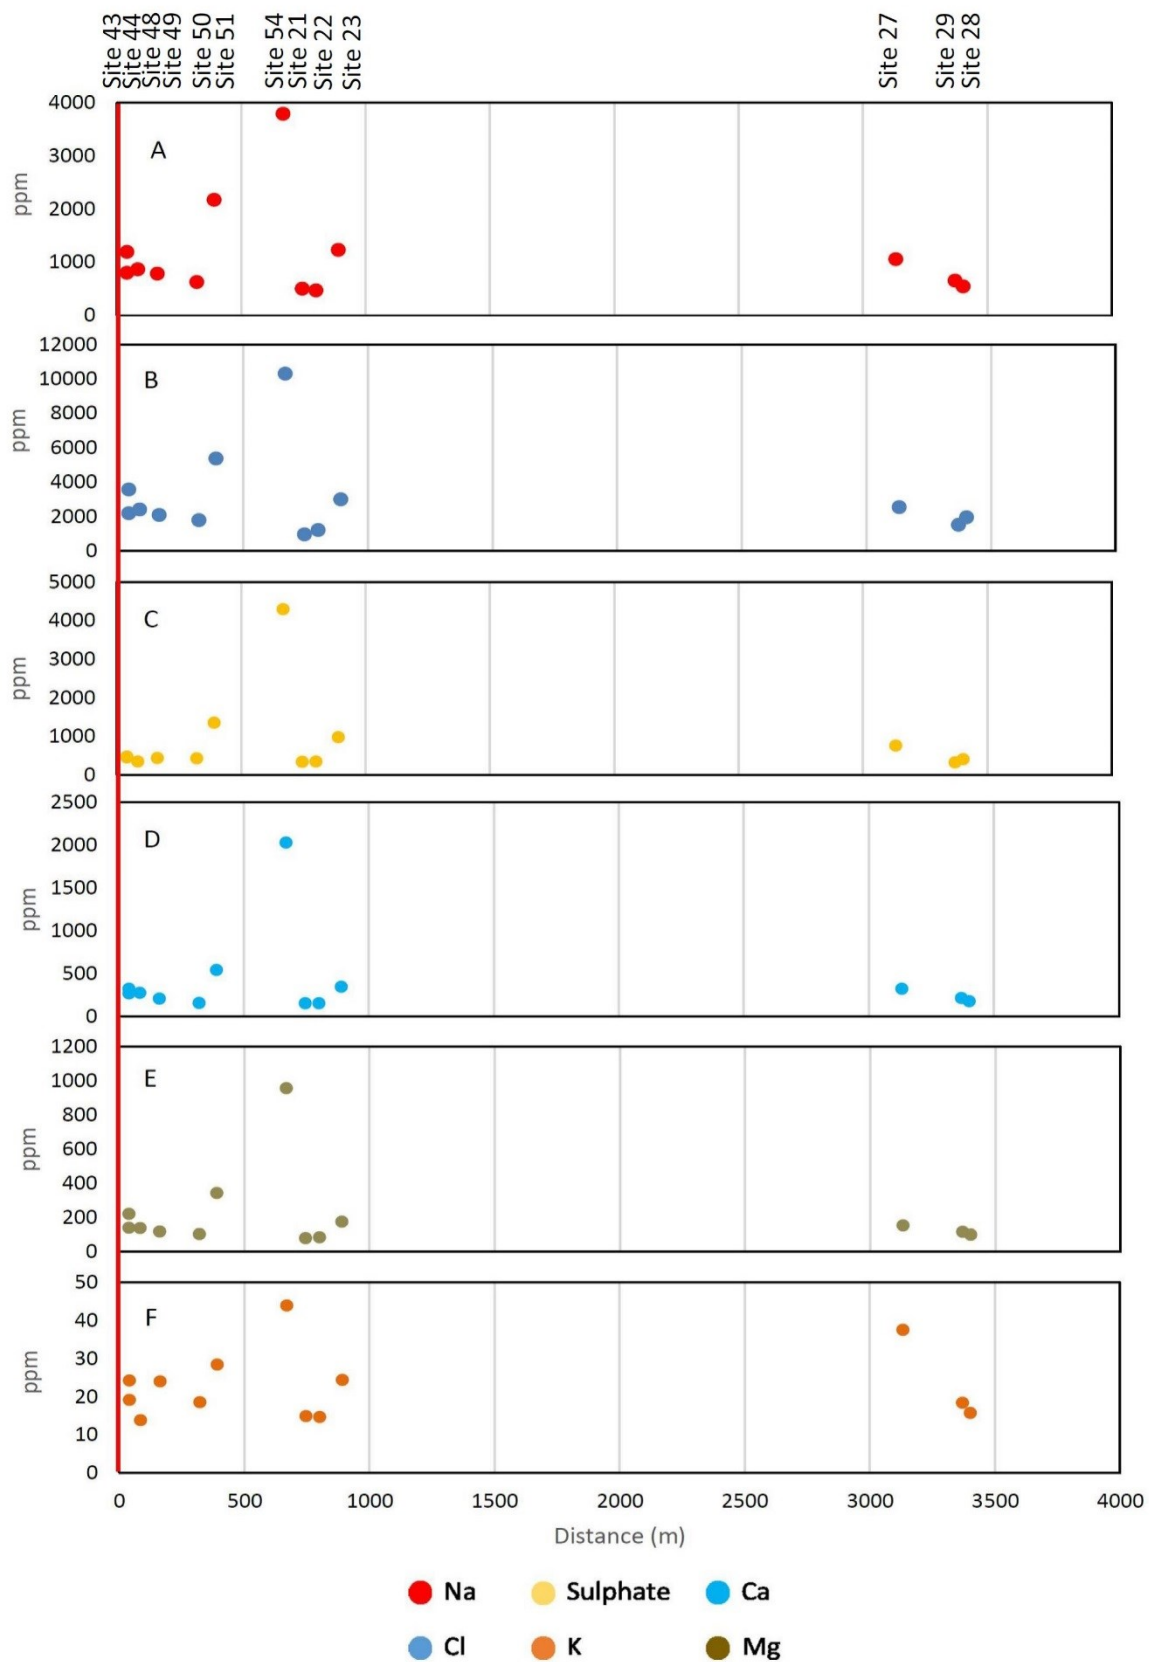 Site 43
Site 44
Site 48
Site 49
Site 50
Site 51
Site 54
Site 21
Site 22
Site 23
Site 27
Site 29
Site 28
4000
3000
2000
1000
0
ppm
A
12000
10000
8000
6000
4000
2000
0
ppm
B
5000
4000
3000
2000
1000
0
ppm
C
2500
2000
1500
1000
500
0
ppm
D
1200
1000
800
600
400
200
0
ppm
E
50
40
30
20
10
0
ppm
F
0 500 1000 1500 2000 2500 3000 3500 4000
Distance (m)
Na Sulphate Ca
Cl K Mg